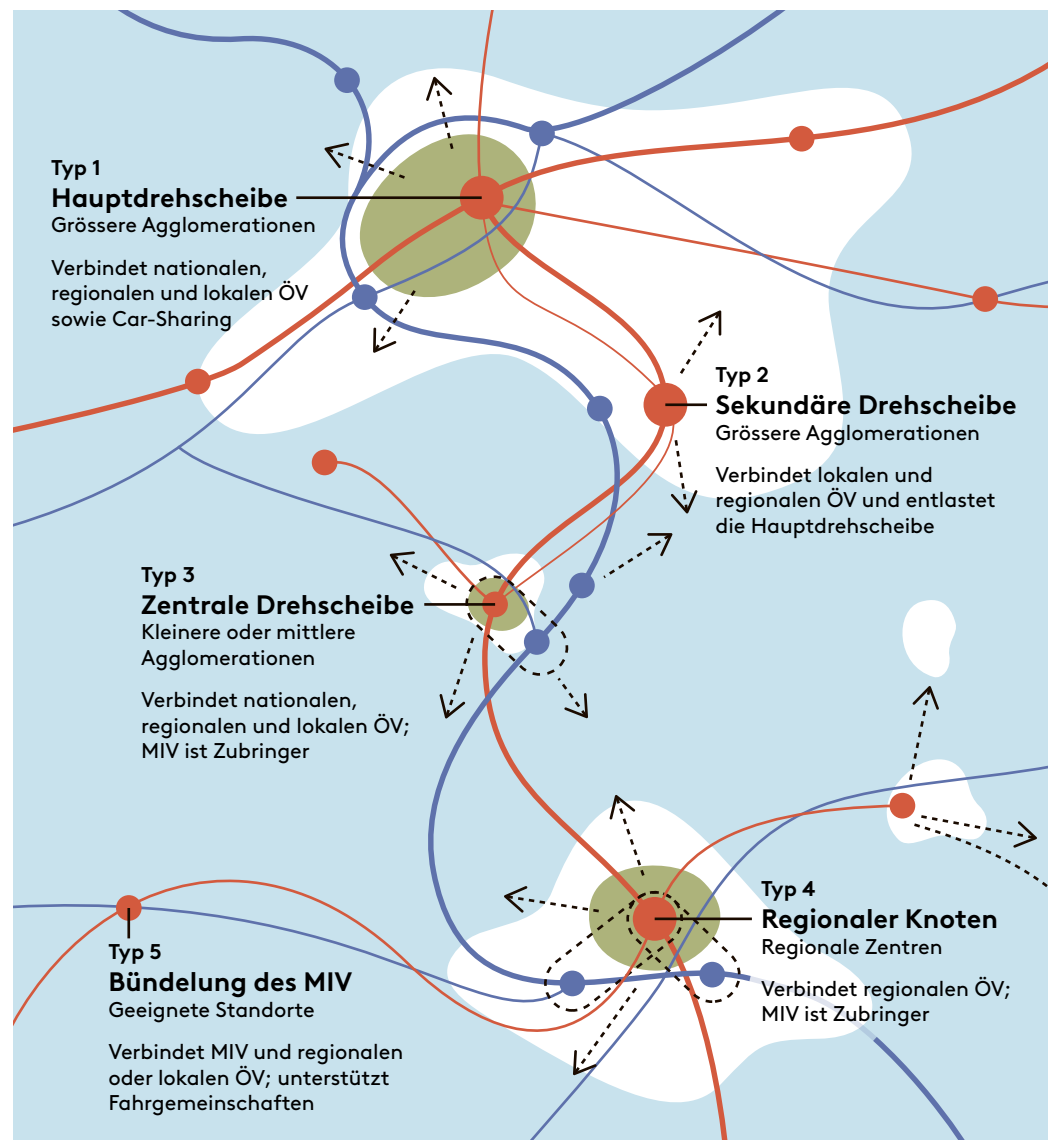 Typ 1
Hauptdrehscheibe
Grössere Agglomerationen
Verbindet nationalen,
regionalen und lokalen ÖV
sowie Car-Sharing
Typ 2
Sekundäre Drehscheibe
Grössere Agglomerationen
Verbindet lokalen und
regionalen ÖV und entlastet
die Hauptdrehscheibe
Typ 3
Zentrale Drehscheibe
Kleinere oder mittlere
Agglomerationen
Verbindet nationalen,
regionalen und lokalen ÖV;
MIV ist Zubringer
Typ 4
Regionaler Knoten
Regionale Zentren
Verbindet regionalen ÖV;
MIV ist Zubringer
Typ 5
Bündelung des MIV
Geeignete Standorte
Verbindet MIV und regionalen
oder lokalen ÖV; unterstützt
Fahrgemeinschaften